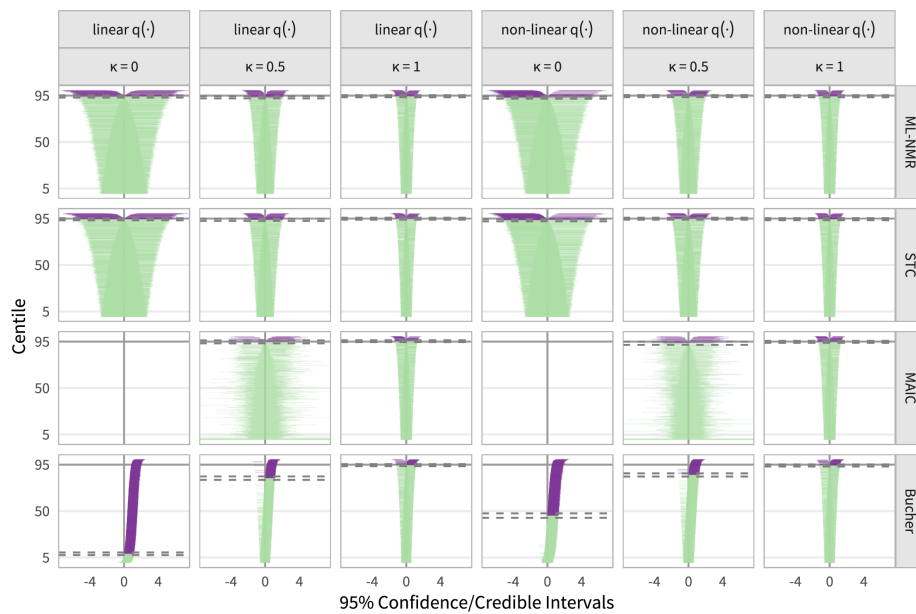 linear q(·) linear q(·) linear q(·) non-linear q(·) non-linear q(·) non-linear q(·)
κ = 0 κ = 0.5 κ = 1 κ = 0 κ = 0.5 κ = 1
95
50
5
ML-NMR
95
50
5
STC
95
50
5
MAIC
95
50
5
Bucher
Centile
-4 0 4 -4 0 4 -4 0 4 -4 0 4 -4 0 4 -4 0 4
95% Confidence/Credible Intervals